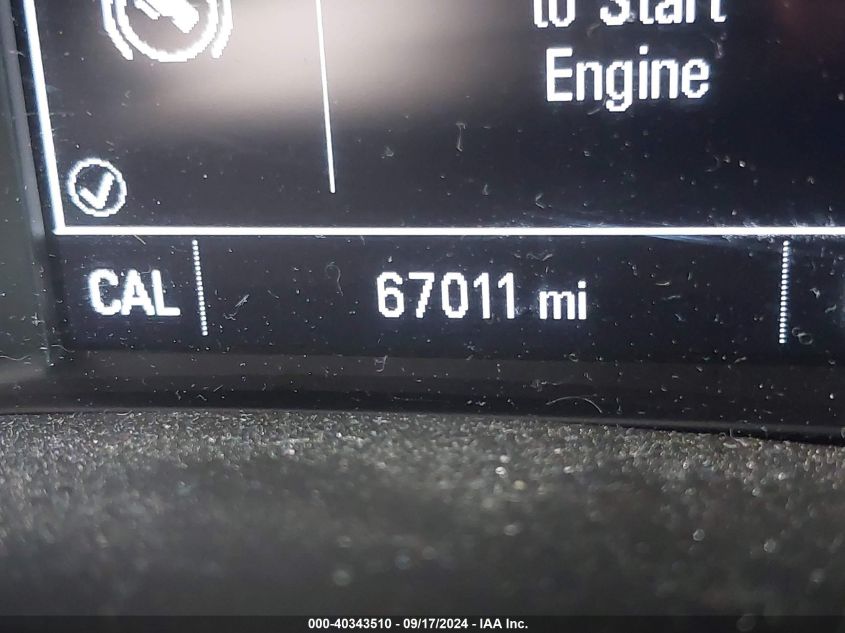 to Start
Engine
CAL 67011 mi
000-40343510 - 09/17/2024 - IAA Inc.